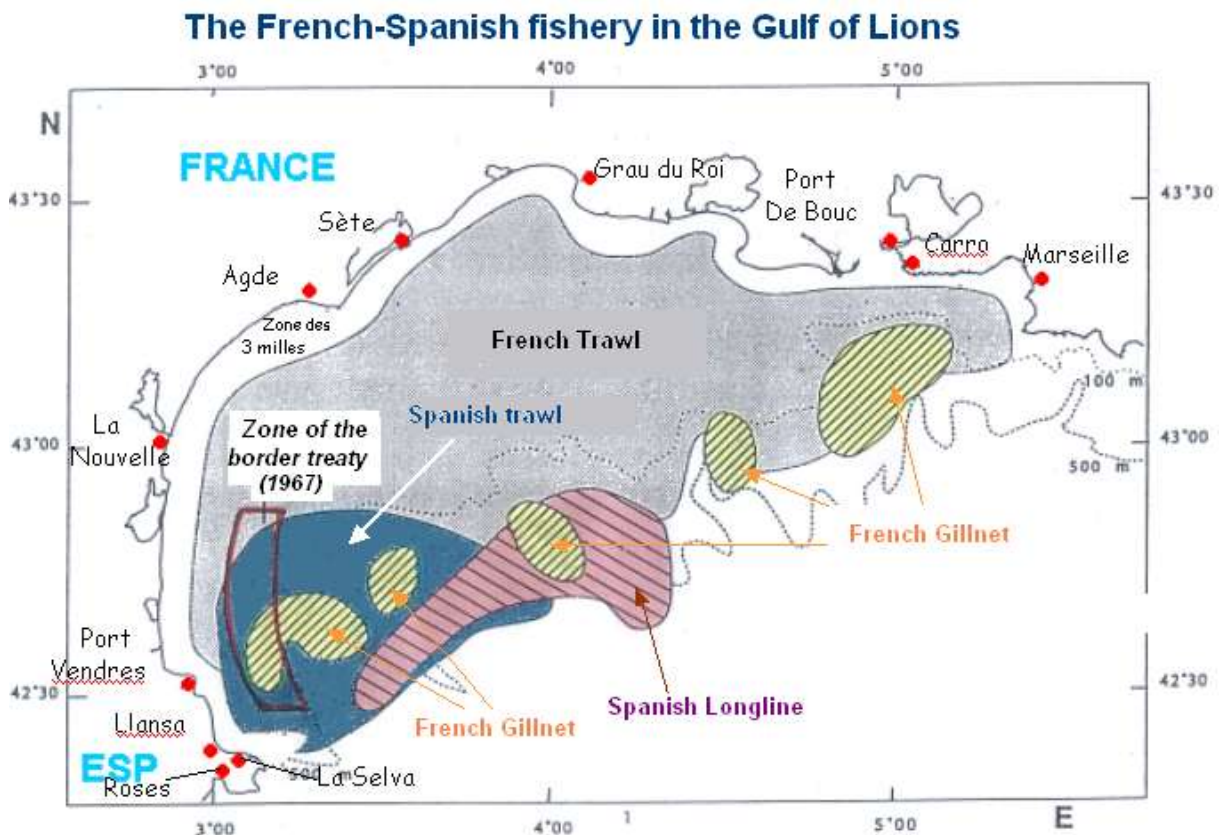 The French-Spanish fishery in the Gulf of Lions
3°00
4°00
5°00
N
FRANCE
Grau du Roi
Port
De Bouc
43°30
43°30
Sète
Carro
Marseille
Agde
Zone des
3 milles
French Trawl
100 m
Spanish trawl
La
Nouvelle
43°00
43°00
Zone of the
border treaty
(1967)
500 m
French Gillnet
Port
Vendres
42°30
42°30
Spanish Longline
French Gillnet
Llansa
ESP
500 m
La Selva
Roses
3°00
4°00
1
5°00
E